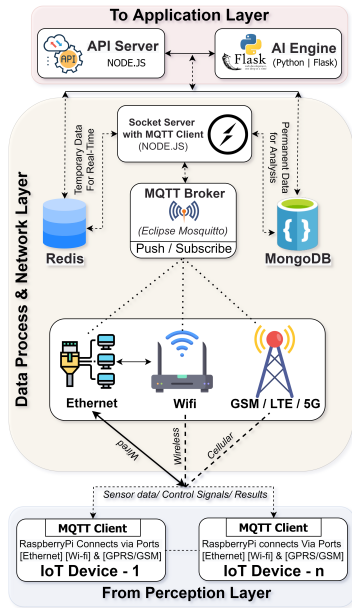 To Application Layer
API Server
NODE.JS
API
AI Engine
(Python | Flask)
Flask
Data Process & Network Layer
Temporary Data
For Real-Time
Socket Server
with MQTT Client
(NODE.JS)
Permanent Data
for Analysis
MQTT Broker
(Eclipse Mosquitto)
Push / Subscribe
Redis
MongoDB
Ethernet
Wifi
GSM / LTE / 5G
Wired
Wireless
Cellular
Sensor data/ Control Signals/ Results
MQTT Client
RaspberryPi Connects via Ports
[Ethernet] [Wi-fi] & [GPRS/GSM]
IoT Device - 1
MQTT Client
RaspberryPi connects Via Ports
[Ethernet] [Wi-fi] & [GPRS/GSM]
IoT Device - n
From Perception Layer